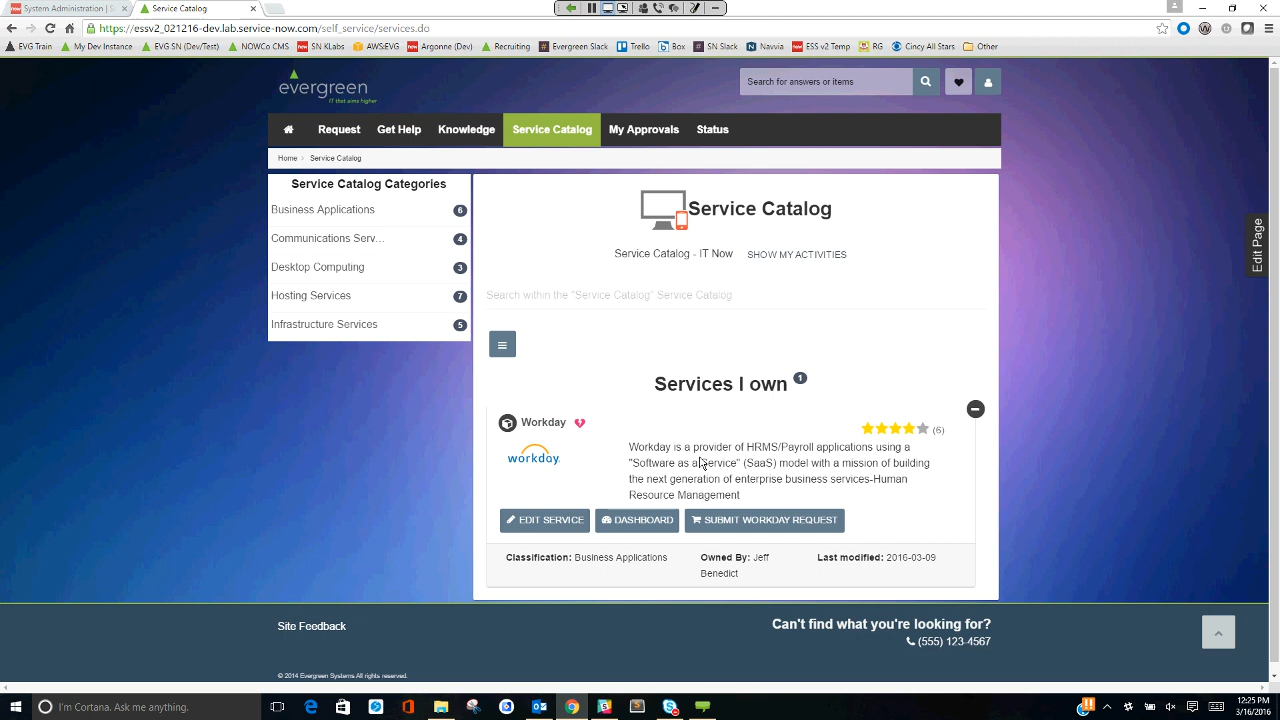 System Administration | S
Service Catalog
https://essv2_021216-dev.lab.service-now.com/self_service/services.do
EVG Train
My Dev Instance
EVG SN (DevTest)
NOWCO CMS
SN Links
AWS\EVG
Argonne (Dev)
Recruiting
Evergreen Slack
Trello
Box
SN Slack
Navvia
ESS v2 Temp
RG
Cincy All Stars
Other
evergreen
IT that aims higher
Search for answers or items
Request
Get Help
Knowledge
Service Catalog
My Approvals
Status
Home
Service Catalog
Service Catalog Categories
Business Applications 6
Communications Serv... 4
Desktop Computing 3
Hosting Services 7
Infrastructure Services 5
Service Catalog
Service Catalog - IT Now SHOW MY ACTIVITIES
Search within the "Service Catalog" Service Catalog
Services I own 1
Workday
(6)
workday.
Workday is a provider of HRMS/Payroll applications using a
"Software as a Service" (SaaS) model with a mission of building
the next generation of enterprise business services-Human
Resource Management
EDIT SERVICE
DASHBOARD
SUBMIT WORKDAY REQUEST
Classification: Business Applications
Owned By: Jeff
Benedict
Last modified: 2016-03-09
Edit Page
Site Feedback
Can't find what you're looking for?
(555) 123-4567
© 2014 Evergreen Systems All rights reserved.
I'm Cortana. Ask me anything.
12:25 PM
3/16/2016